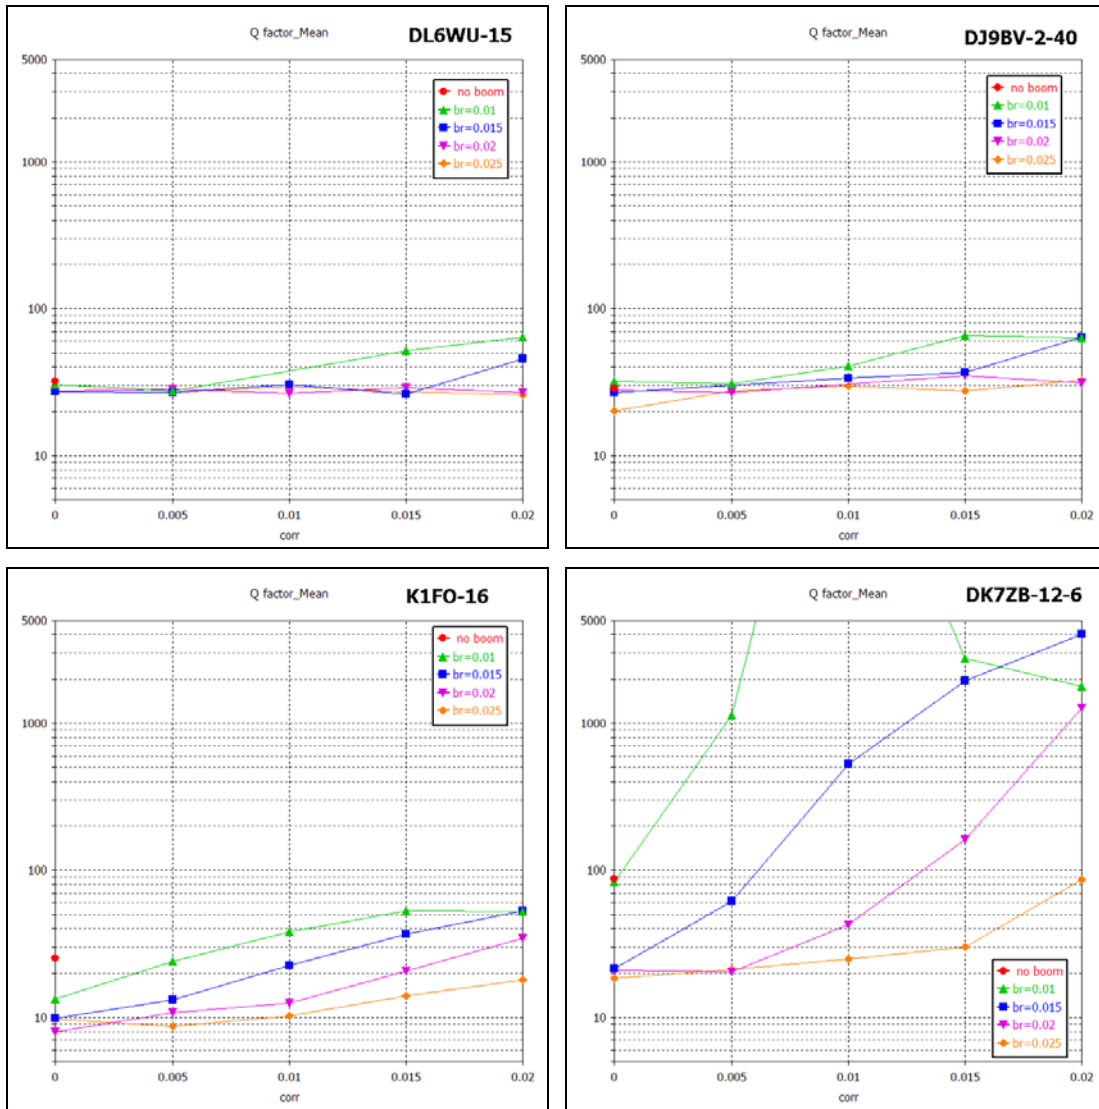 Q factor_Mean DL6WU-15
5000
1000
100
10
0 0.005 0.01 0.015 0.02
corr
no boom
br=0.01
br=0.015
br=0.02
br=0.025
Q factor_Mean DJ9BV-2-40
5000
1000
100
10
0 0.005 0.01 0.015 0.02
corr
no boom
br=0.01
br=0.015
br=0.02
br=0.025
Q factor_Mean K1FO-16
5000
1000
100
10
0 0.005 0.01 0.015 0.02
corr
no boom
br=0.01
br=0.015
br=0.02
br=0.025
Q factor_Mean DK7ZB-12-6
5000
1000
100
10
0 0.005 0.01 0.015 0.02
corr
no boom
br=0.01
br=0.015
br=0.02
br=0.025